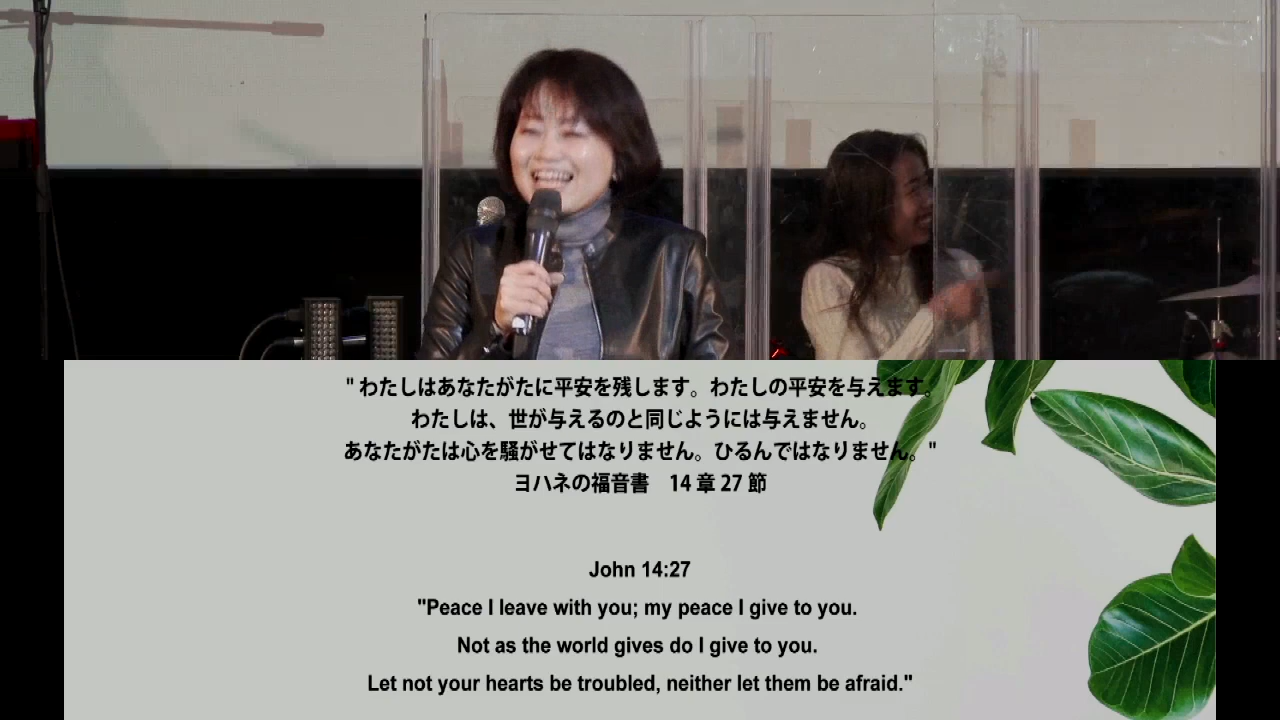 " わたしはあなたがたに平安を残します。わたしの平安を与えます。
わたしは、世が与えるのと同じようには与えません。
あなたがたは心を騒がせてはなりません。ひるんではなりません。"
ヨハネの福音書　14 章 27 節
John 14:27
"Peace I leave with you; my peace I give to you.
Not as the world gives do I give to you.
Let not your hearts be troubled, neither let them be afraid."